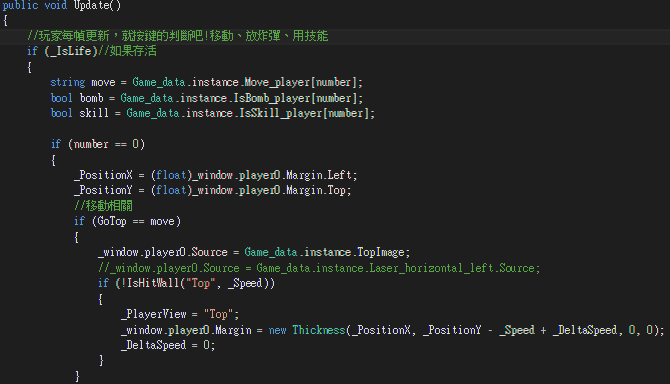 public void Update()
{
//玩家每幀更新，就按鍵的判斷吧!移動、放炸彈、用技能
if (_IsLife)//如果存活
{
string move = Game_data.instance.Move_player[number];
bool bomb = Game_data.instance.IsBomb_player[number];
bool skill = Game_data.instance.IsSkill_player[number];
if (number == 0)
{
_PositionX = (float)_window.player0.Margin.Left;
_PositionY = (float)_window.player0.Margin.Top;
//移動相關
if (GoTop == move)
{
_window.player0.Source = Game_data.instance.TopImage;
//_window.player0.Source = Game_data.instance.Laser_horizontal_left.Source;
if (!IsHitWall("Top", _Speed))
{
_PlayerView = "Top";
_window.player0.Margin = new Thickness(_PositionX, _PositionY - _Speed + _DeltaSpeed, 0, 0);
_DeltaSpeed = 0;
}
}